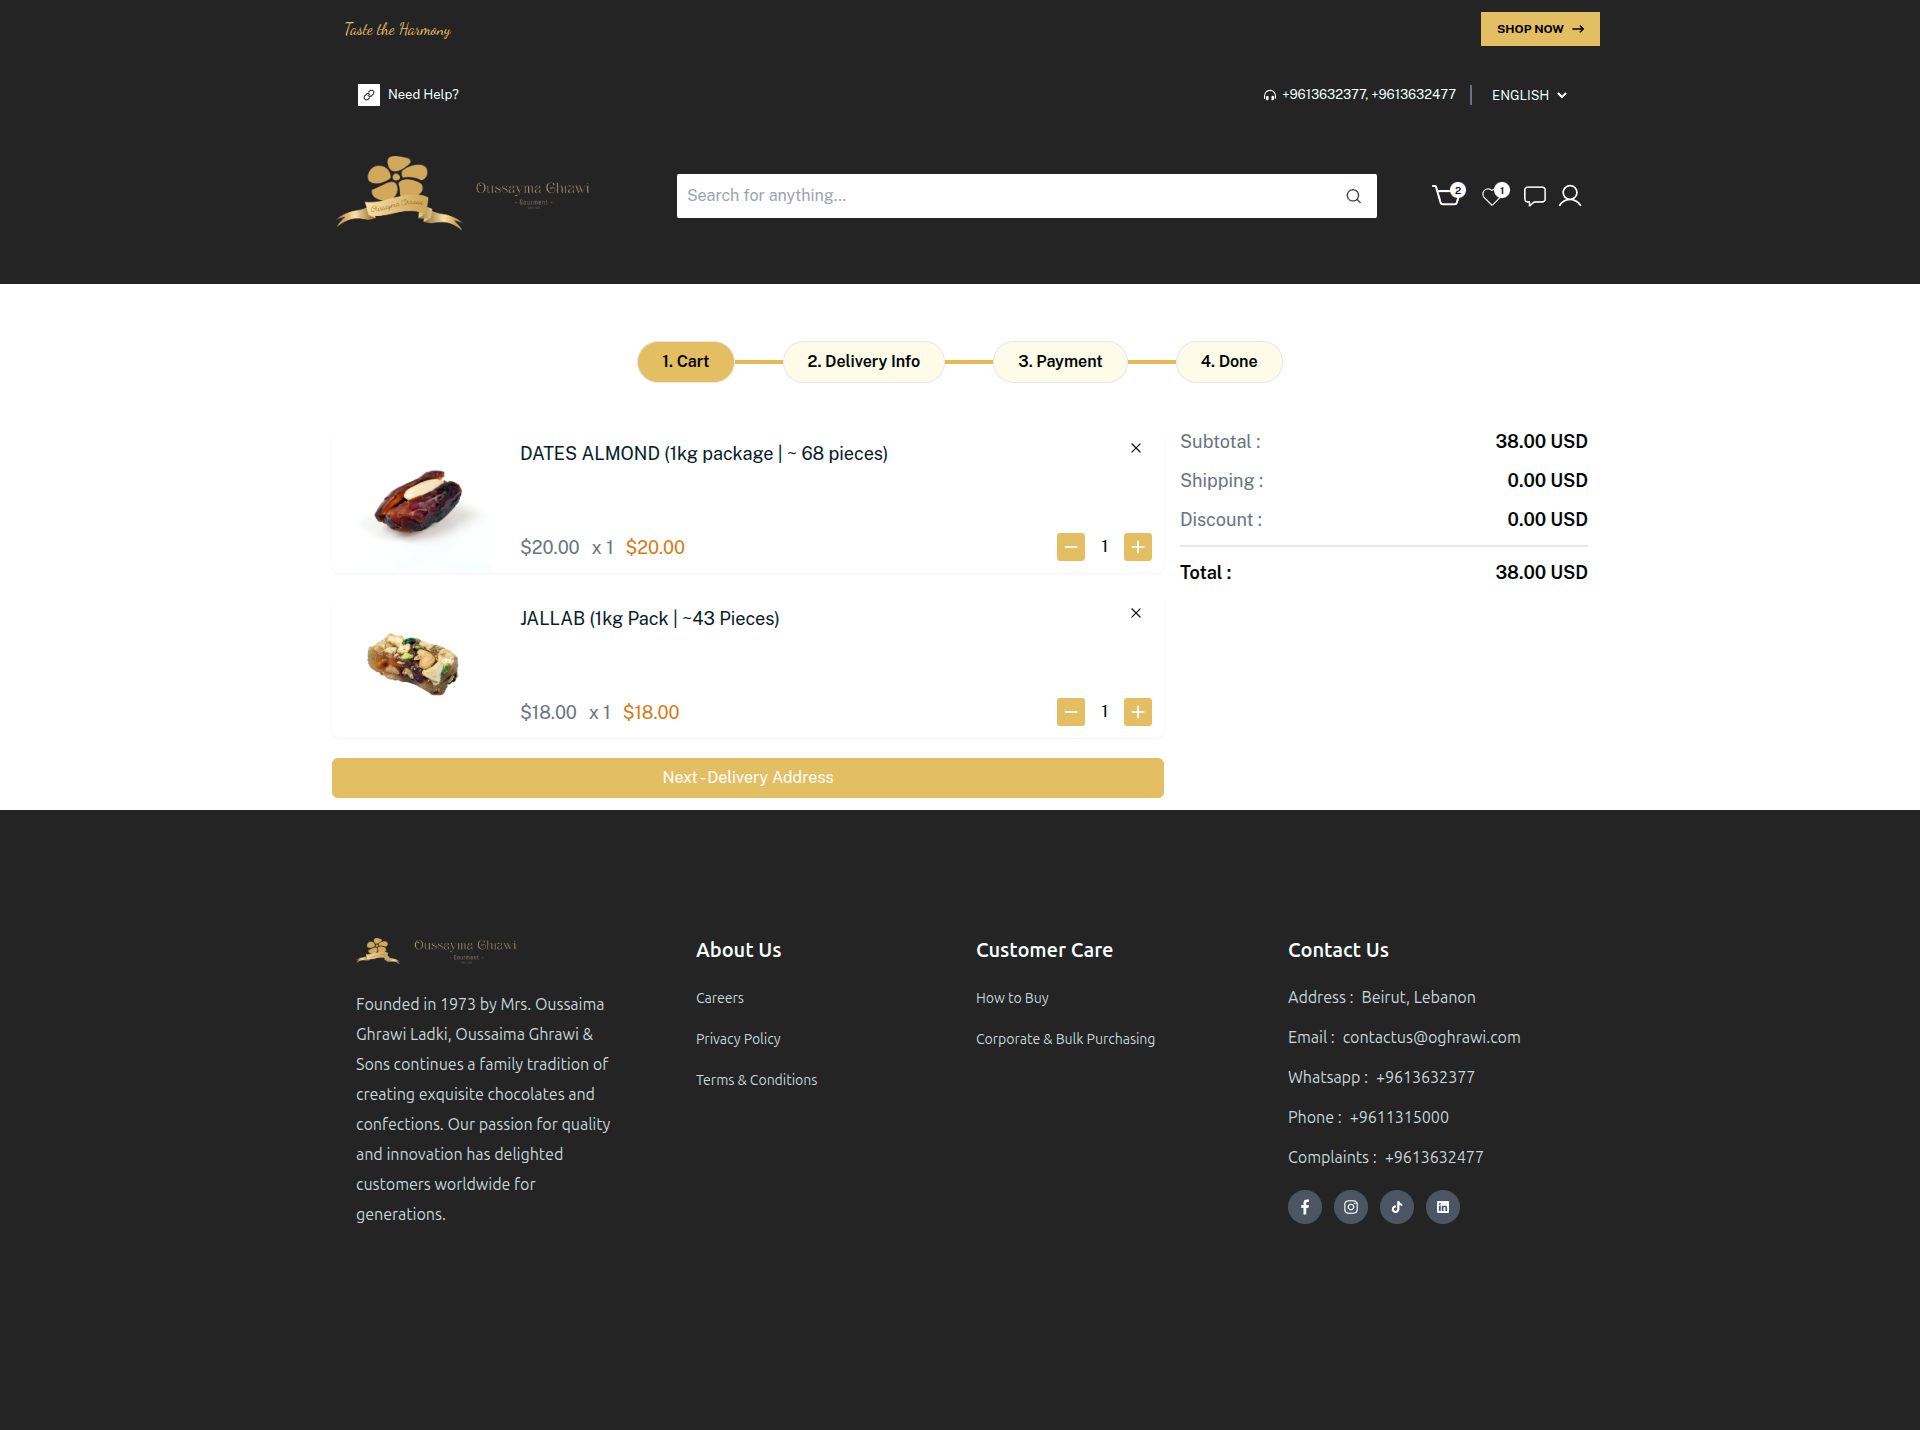 Taste the Harmony
SHOP NOW
Need Help?
+9613632377, +9613632477
ENGLISH
Oussayma Ghrawi
Oussayma Ghrawi
- Gourment -
Search for anything...
2
1
1. Cart
2. Delivery Info
3. Payment
4. Done
DATES ALMOND (1kg package | ~ 68 pieces)
$20.00 x 1 $20.00
1
JALLAB (1kg Pack | ~43 Pieces)
$18.00 x 1 $18.00
1
Next - Delivery Address
Subtotal : 38.00 USD
Shipping : 0.00 USD
Discount : 0.00 USD
Total : 38.00 USD
Oussayma Ghrawi
- Gourment -
Founded in 1973 by Mrs. Oussaima
Ghrawi Ladki, Oussaima Ghrawi &
Sons continues a family tradition of
creating exquisite chocolates and
confections. Our passion for quality
and innovation has delighted
customers worldwide for
generations.
About Us
Careers
Privacy Policy
Terms & Conditions
Customer Care
How to Buy
Corporate & Bulk Purchasing
Contact Us
Address : Beirut, Lebanon
Email : contactus@oghrawi.com
Whatsapp : +9613632377
Phone : +9611315000
Complaints : +9613632477